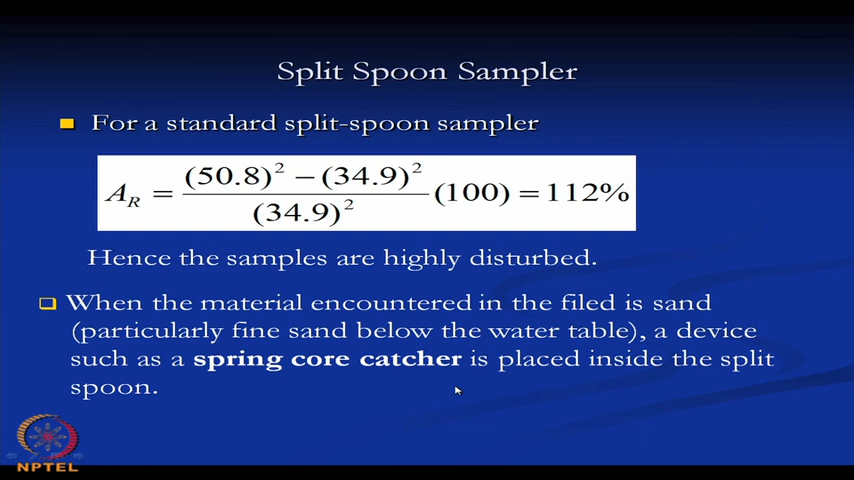 Split Spoon Sampler
For a standard split-spoon sampler
A_R = ((50.8)^2 − (34.9)^2) / (34.9)^2 (100) = 112%
Hence the samples are highly disturbed.
When the material encountered in the filed is sand
(particularly fine sand below the water table), a device
such as a spring core catcher is placed inside the split
spoon.
NPTEL